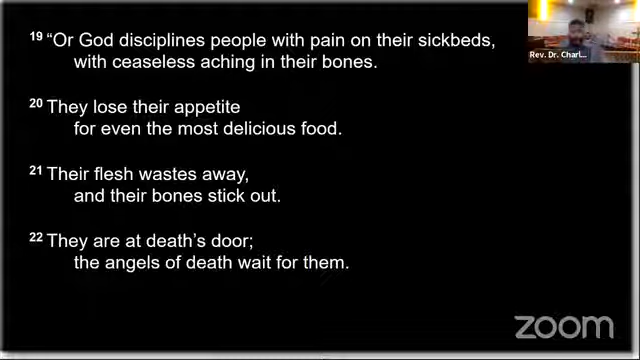 19 “Or God disciplines people with pain on their sickbeds,
with ceaseless aching in their bones.
20 They lose their appetite
for even the most delicious food.
21 Their flesh wastes away,
and their bones stick out.
22 They are at death’s door;
the angels of death wait for them.
Rev. Dr. Charl...
zoom